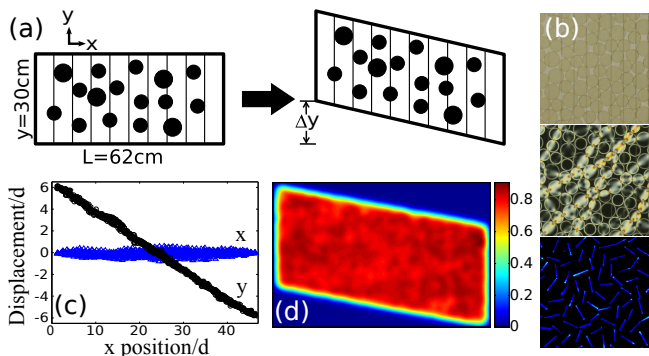 (a)
y
x
y=30cm
L=62cm
Δy
(b)
6
4
2
0
-2
-4
-6
Displacement/d
x
y
(c)
0 10 20 30 40
x position/d
(d)
0.8
0.6
0.4
0.2
0